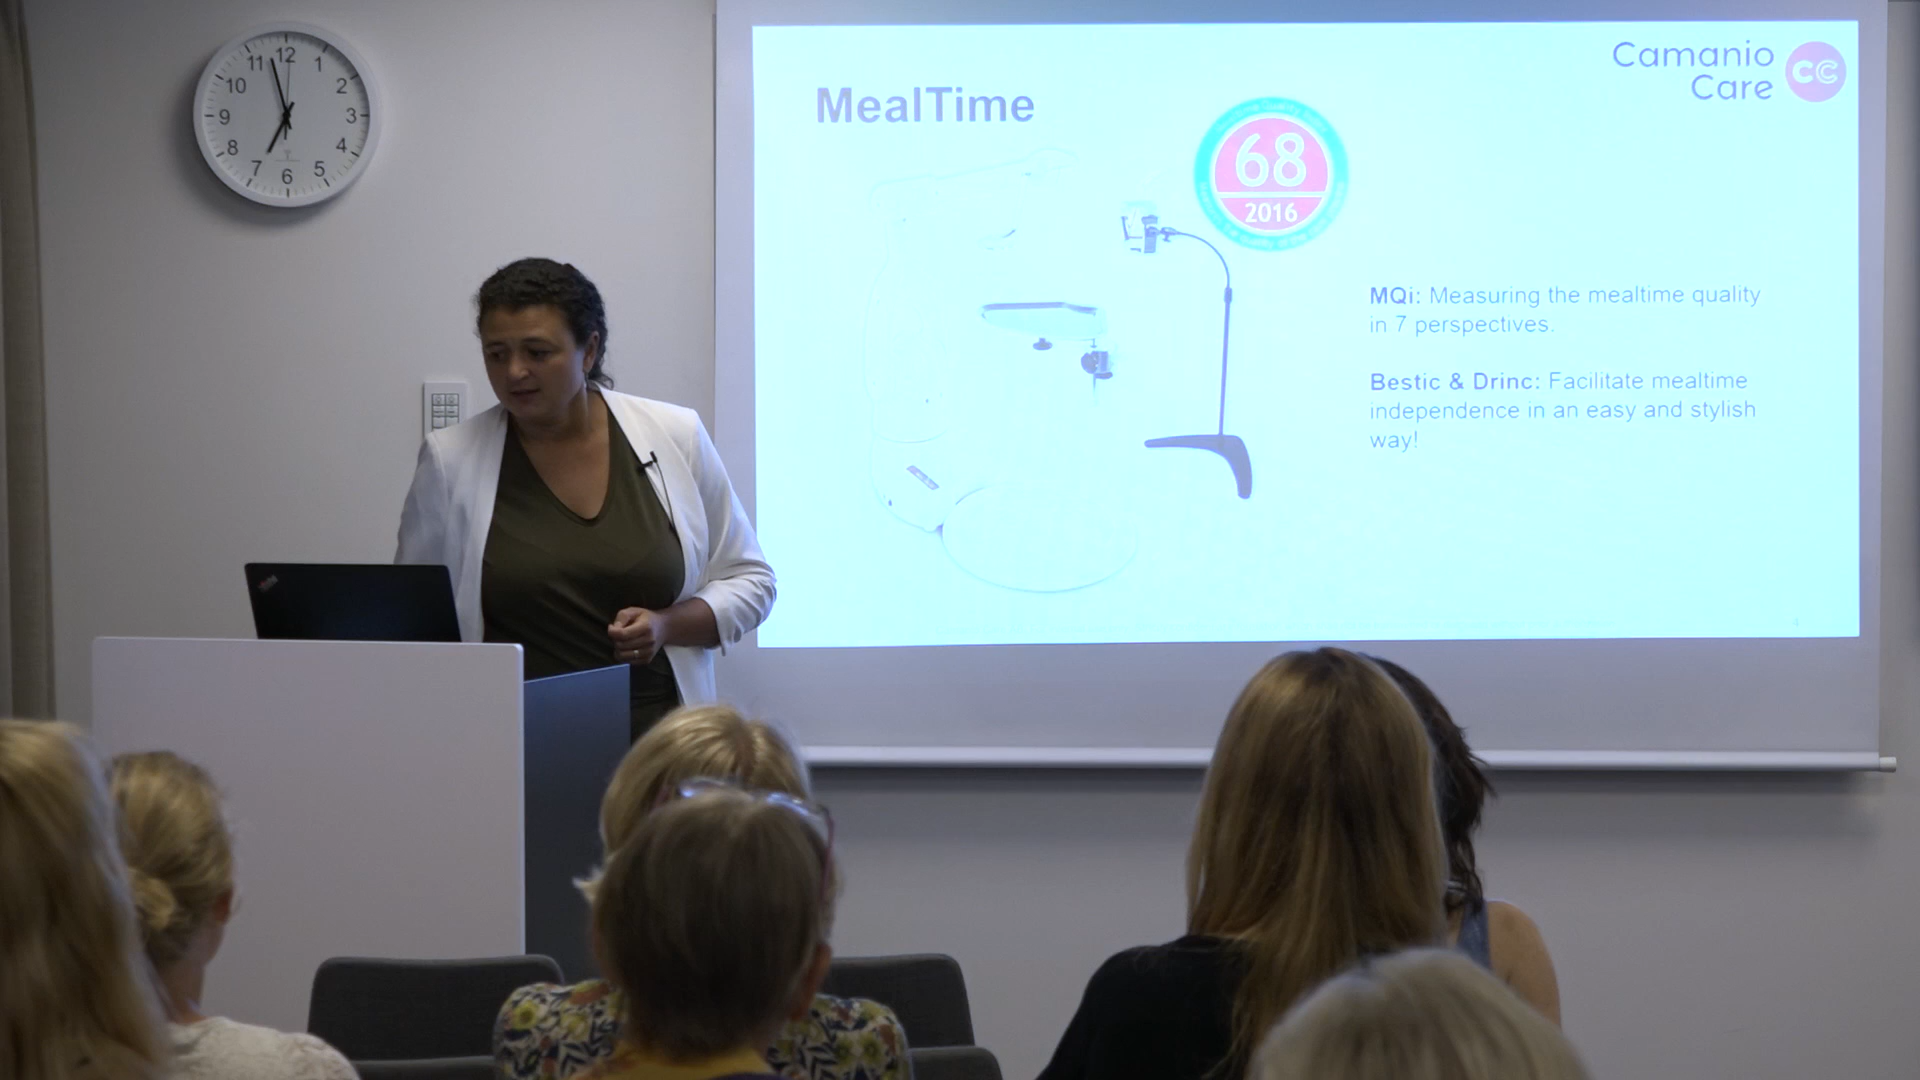 12
11
1
10
2
9
3
8
4
7
5
6
Camanio
Care
CC
MealTime
68
2016
MQi: Measuring the mealtime quality
in 7 perspectives.
Bestic & Drinc: Facilitate mealtime
independence in an easy and stylish
way!